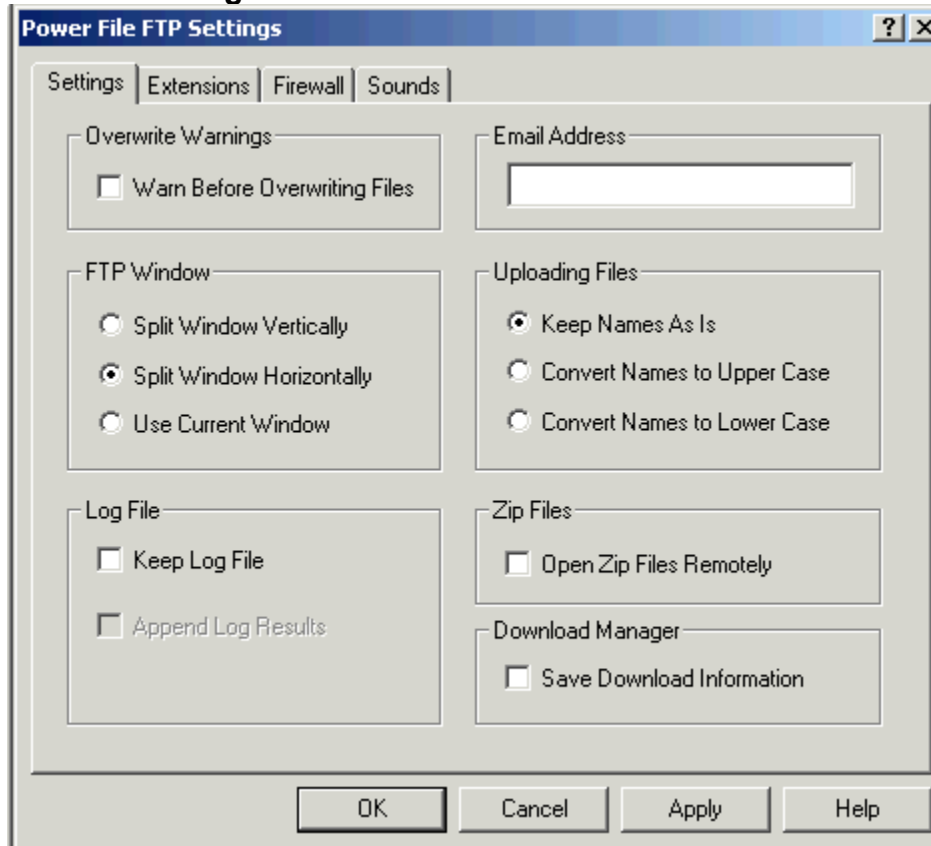 Power File FTP Settings
Settings Extensions Firewall Sounds
Overwrite Warnings
Warn Before Overwriting Files
Email Address
FTP Window
Split Window Vertically
Split Window Horizontally
Use Current Window
Uploading Files
Keep Names As Is
Convert Names to Upper Case
Convert Names to Lower Case
Log File
Keep Log File
Append Log Results
Zip Files
Open Zip Files Remotely
Download Manager
Save Download Information
OK Cancel Apply Help